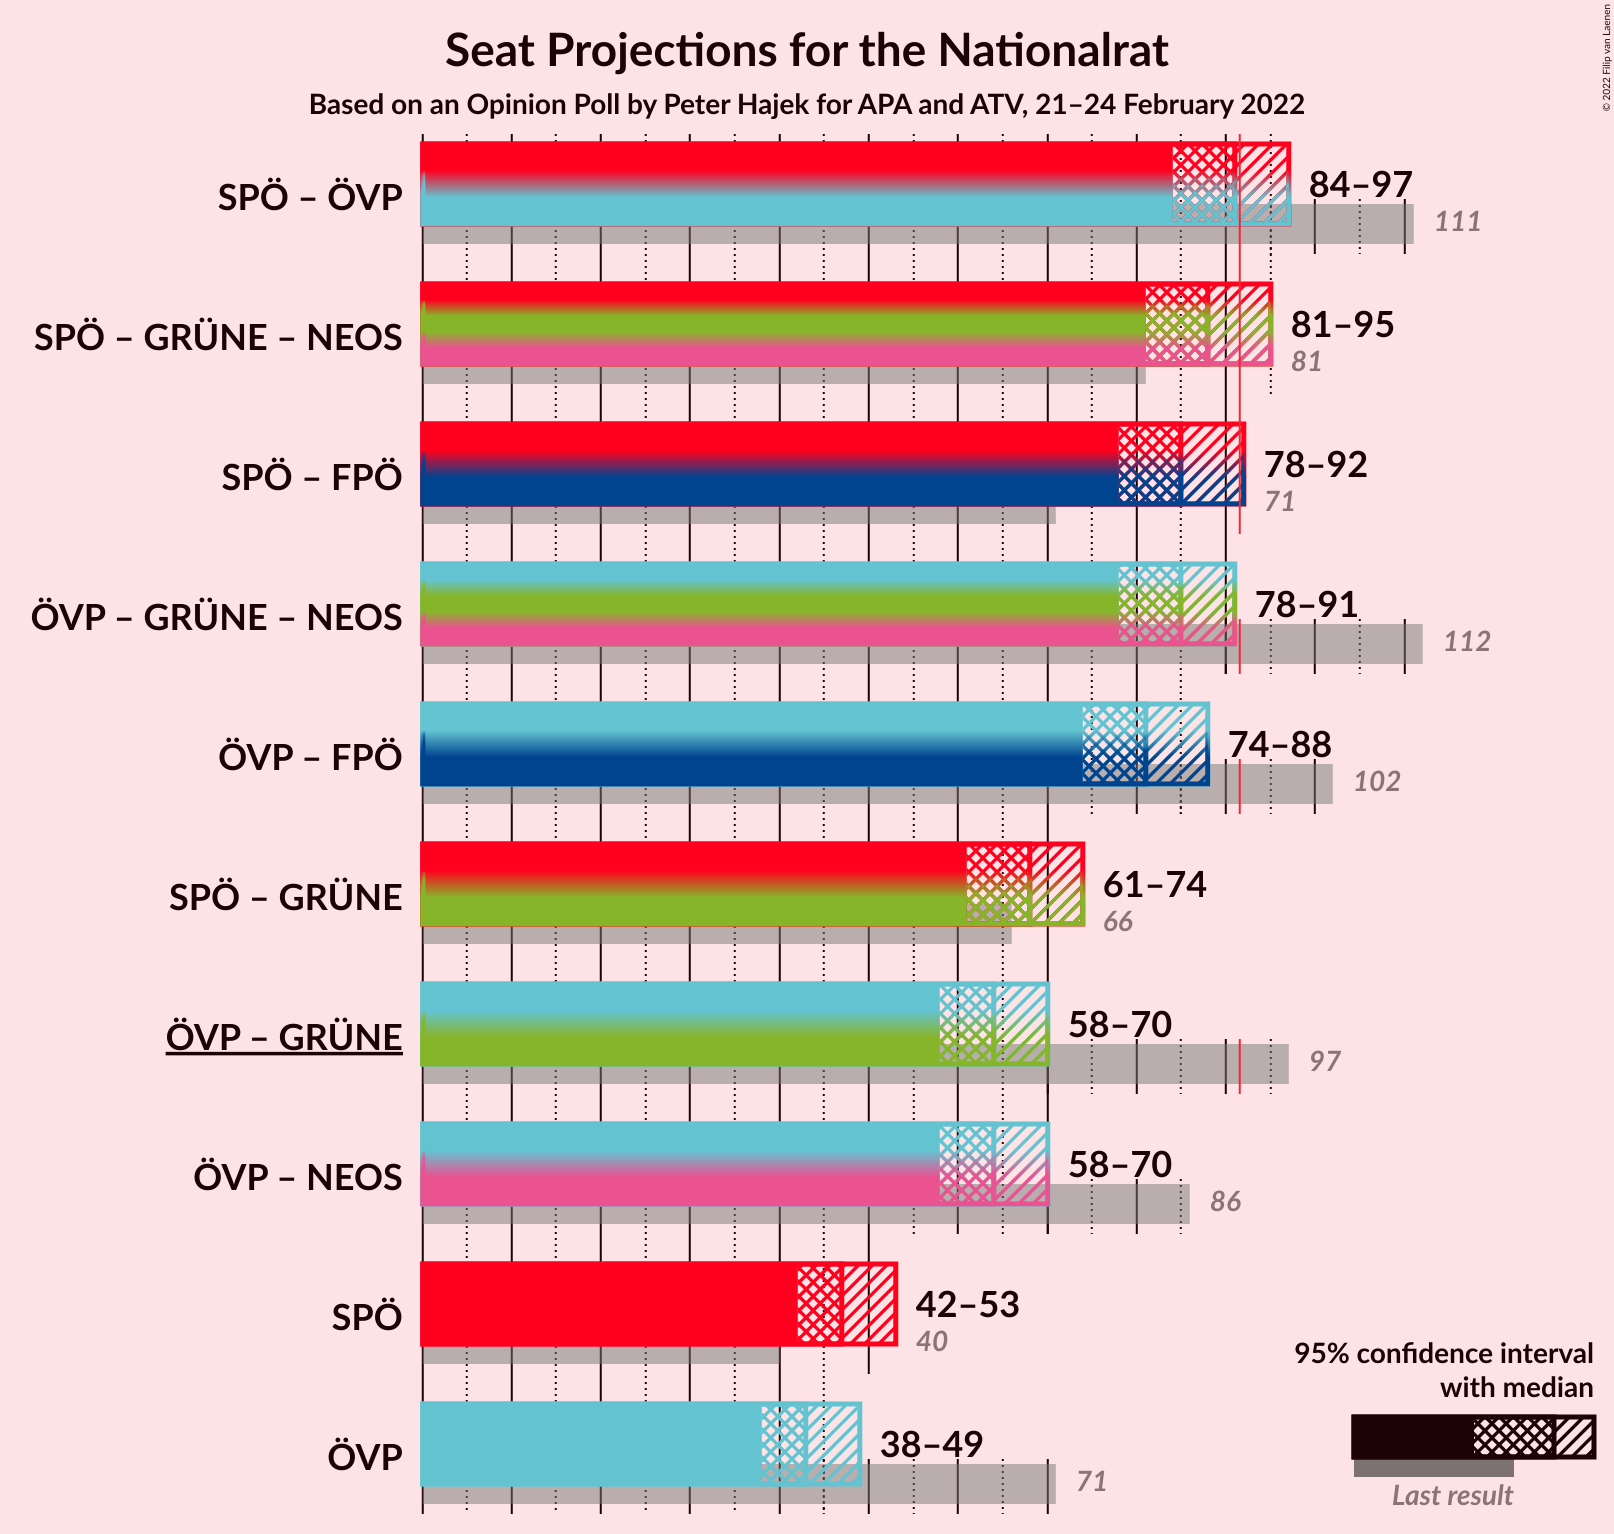 Seat Projections for the Nationalrat
Based on an Opinion Poll by Peter Hajek for APA and ATV, 21–24 February 2022
© 2022 Filip van Laenen
SPÖ – ÖVP
84–97
111
SPÖ – GRÜNE – NEOS
81–95
81
SPÖ – FPÖ
78–92
71
ÖVP – GRÜNE – NEOS
78–91
112
ÖVP – FPÖ
74–88
102
SPÖ – GRÜNE
61–74
66
ÖVP – GRÜNE
58–70
97
ÖVP – NEOS
58–70
86
SPÖ
42–53
40
ÖVP
38–49
71
95% confidence interval
with median
Last result